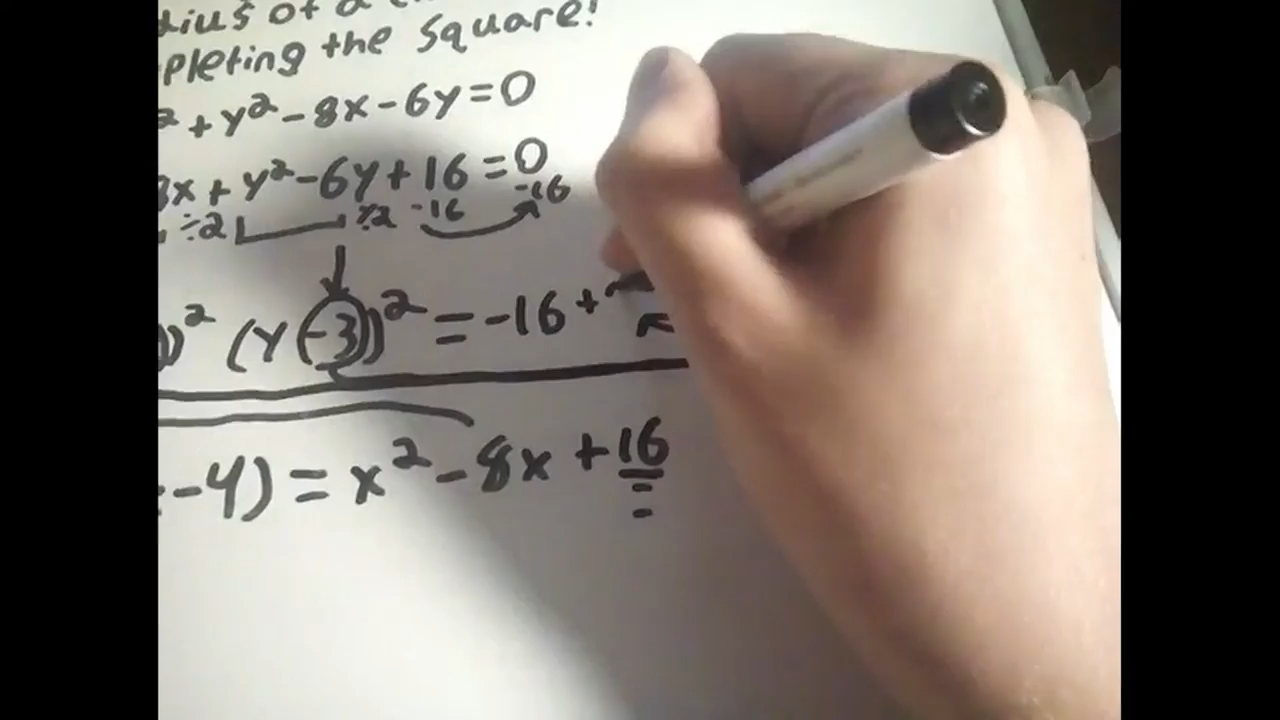 of a
pleting the square!
² + y² - 8x - 6y = 0
8x + y² - 6y + 16 = 0
÷2 ÷2 -16 -16
)² (y(-3))² = -16 +
-4) = x² - 8x + 16